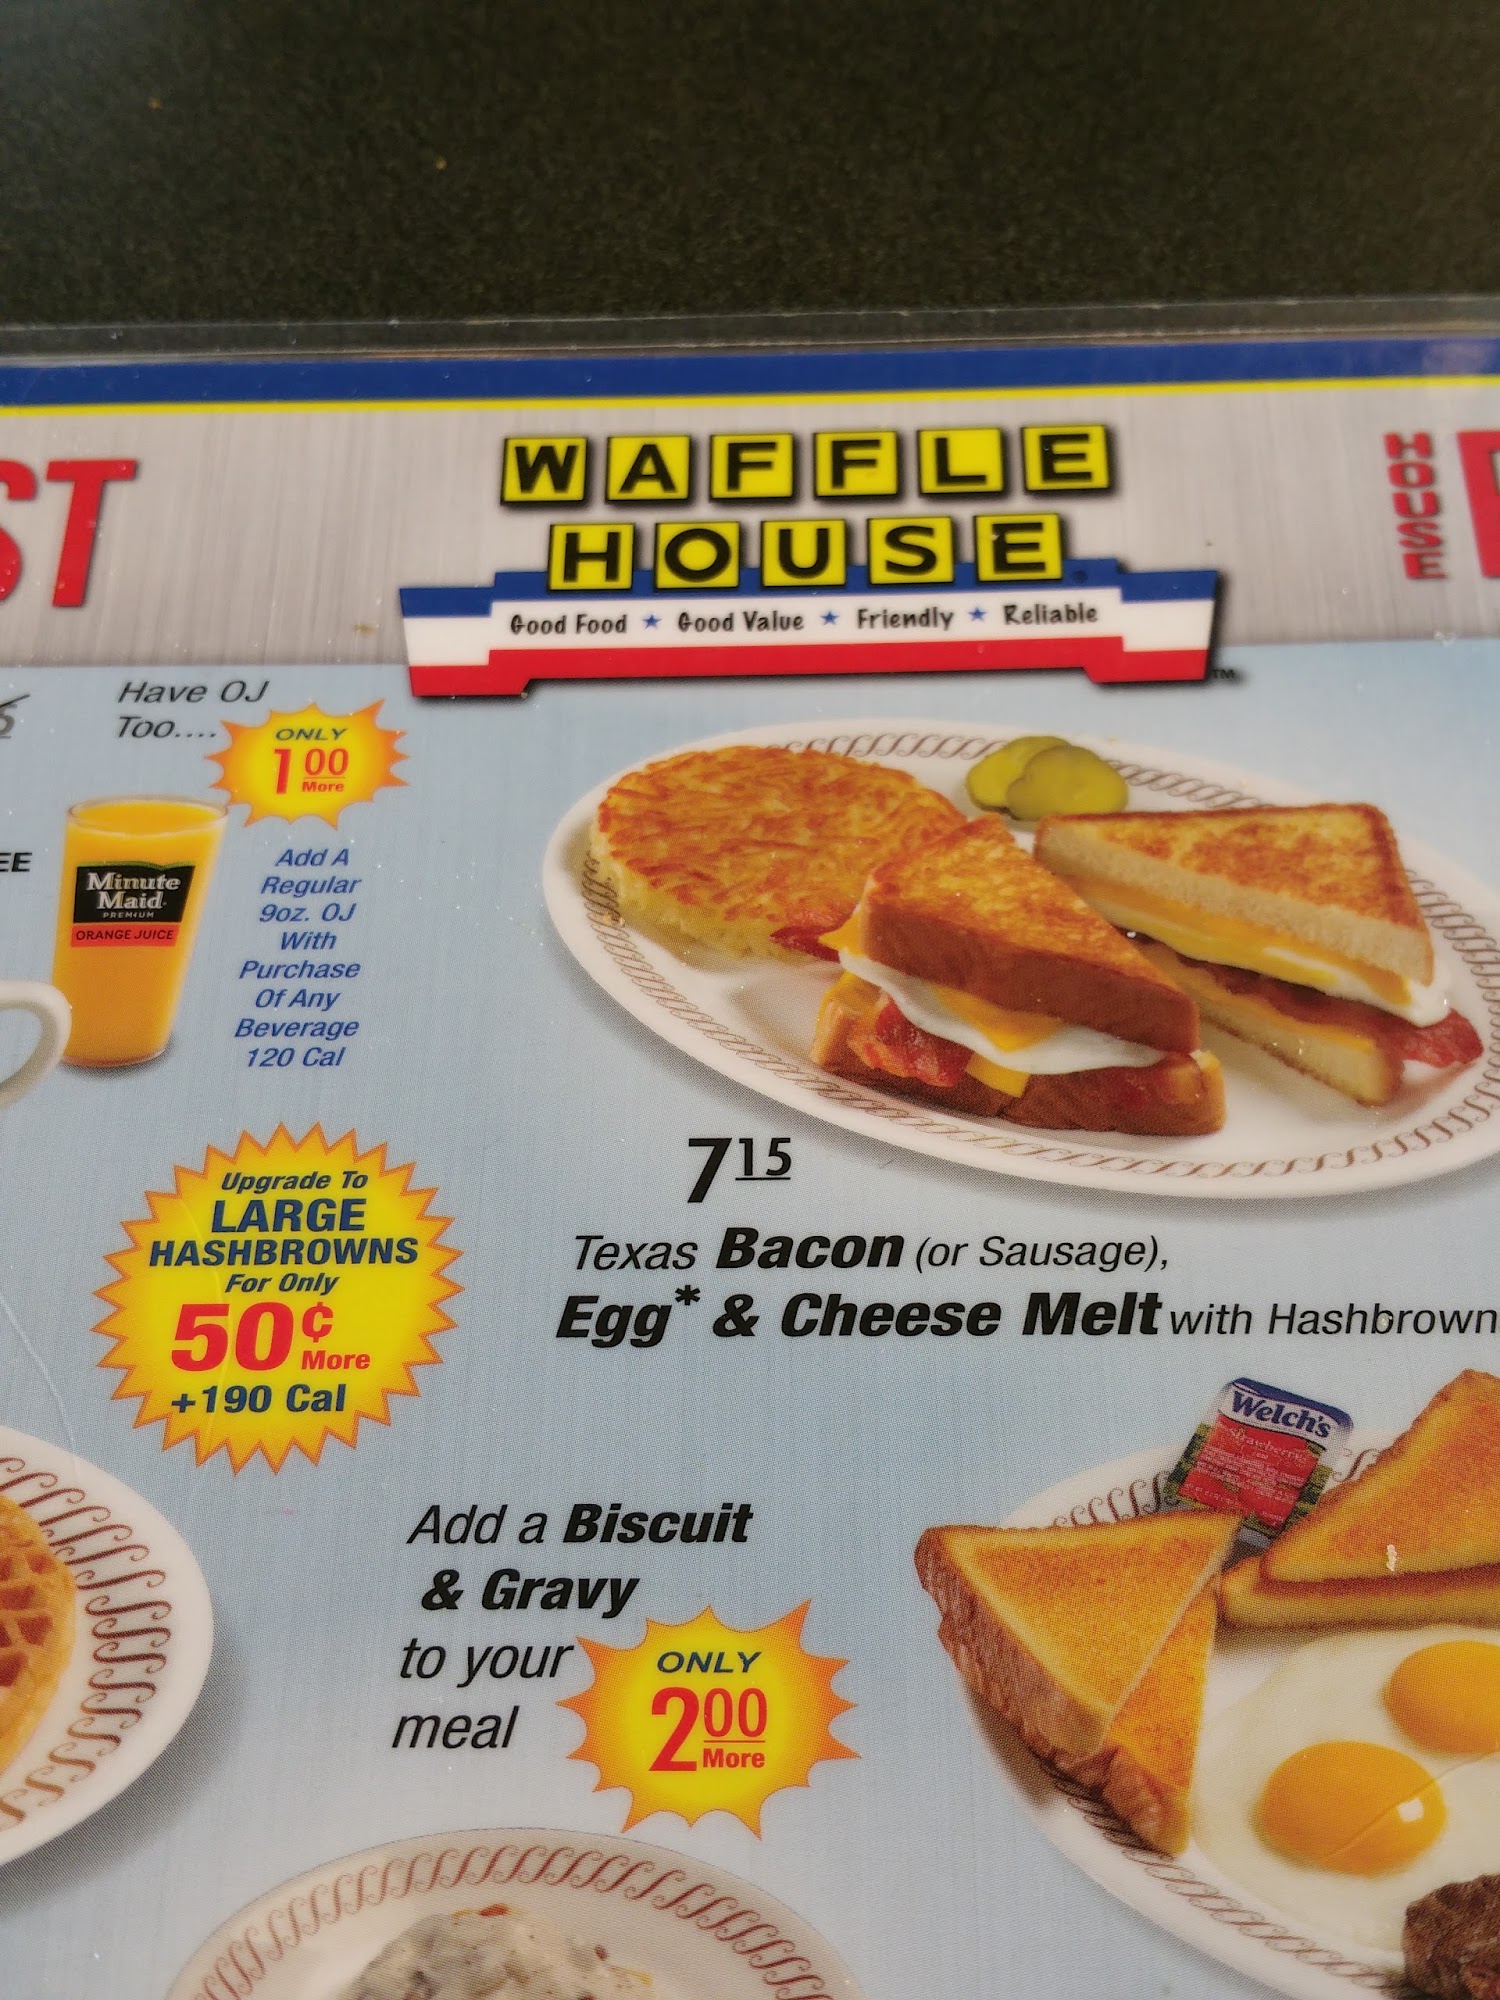 ST
WAFFLE
HOUSE
Good Food ★ Good Value ★ Friendly ★ Reliable
TM
HOUSE
Have OJ
Too....
ONLY
1 00
More
Minute
Maid
PREMIUM
ORANGE JUICE
Add A
Regular
9oz. OJ
With
Purchase
Of Any
Beverage
120 Cal
EE
Upgrade To
LARGE
HASHBROWNS
For Only
50¢
More
+190 Cal
7 15
Texas Bacon (or Sausage),
Egg* & Cheese Melt with Hashbrown
Welch's
Strawberry
Add a Biscuit
& Gravy
to your
meal
ONLY
2 00
More